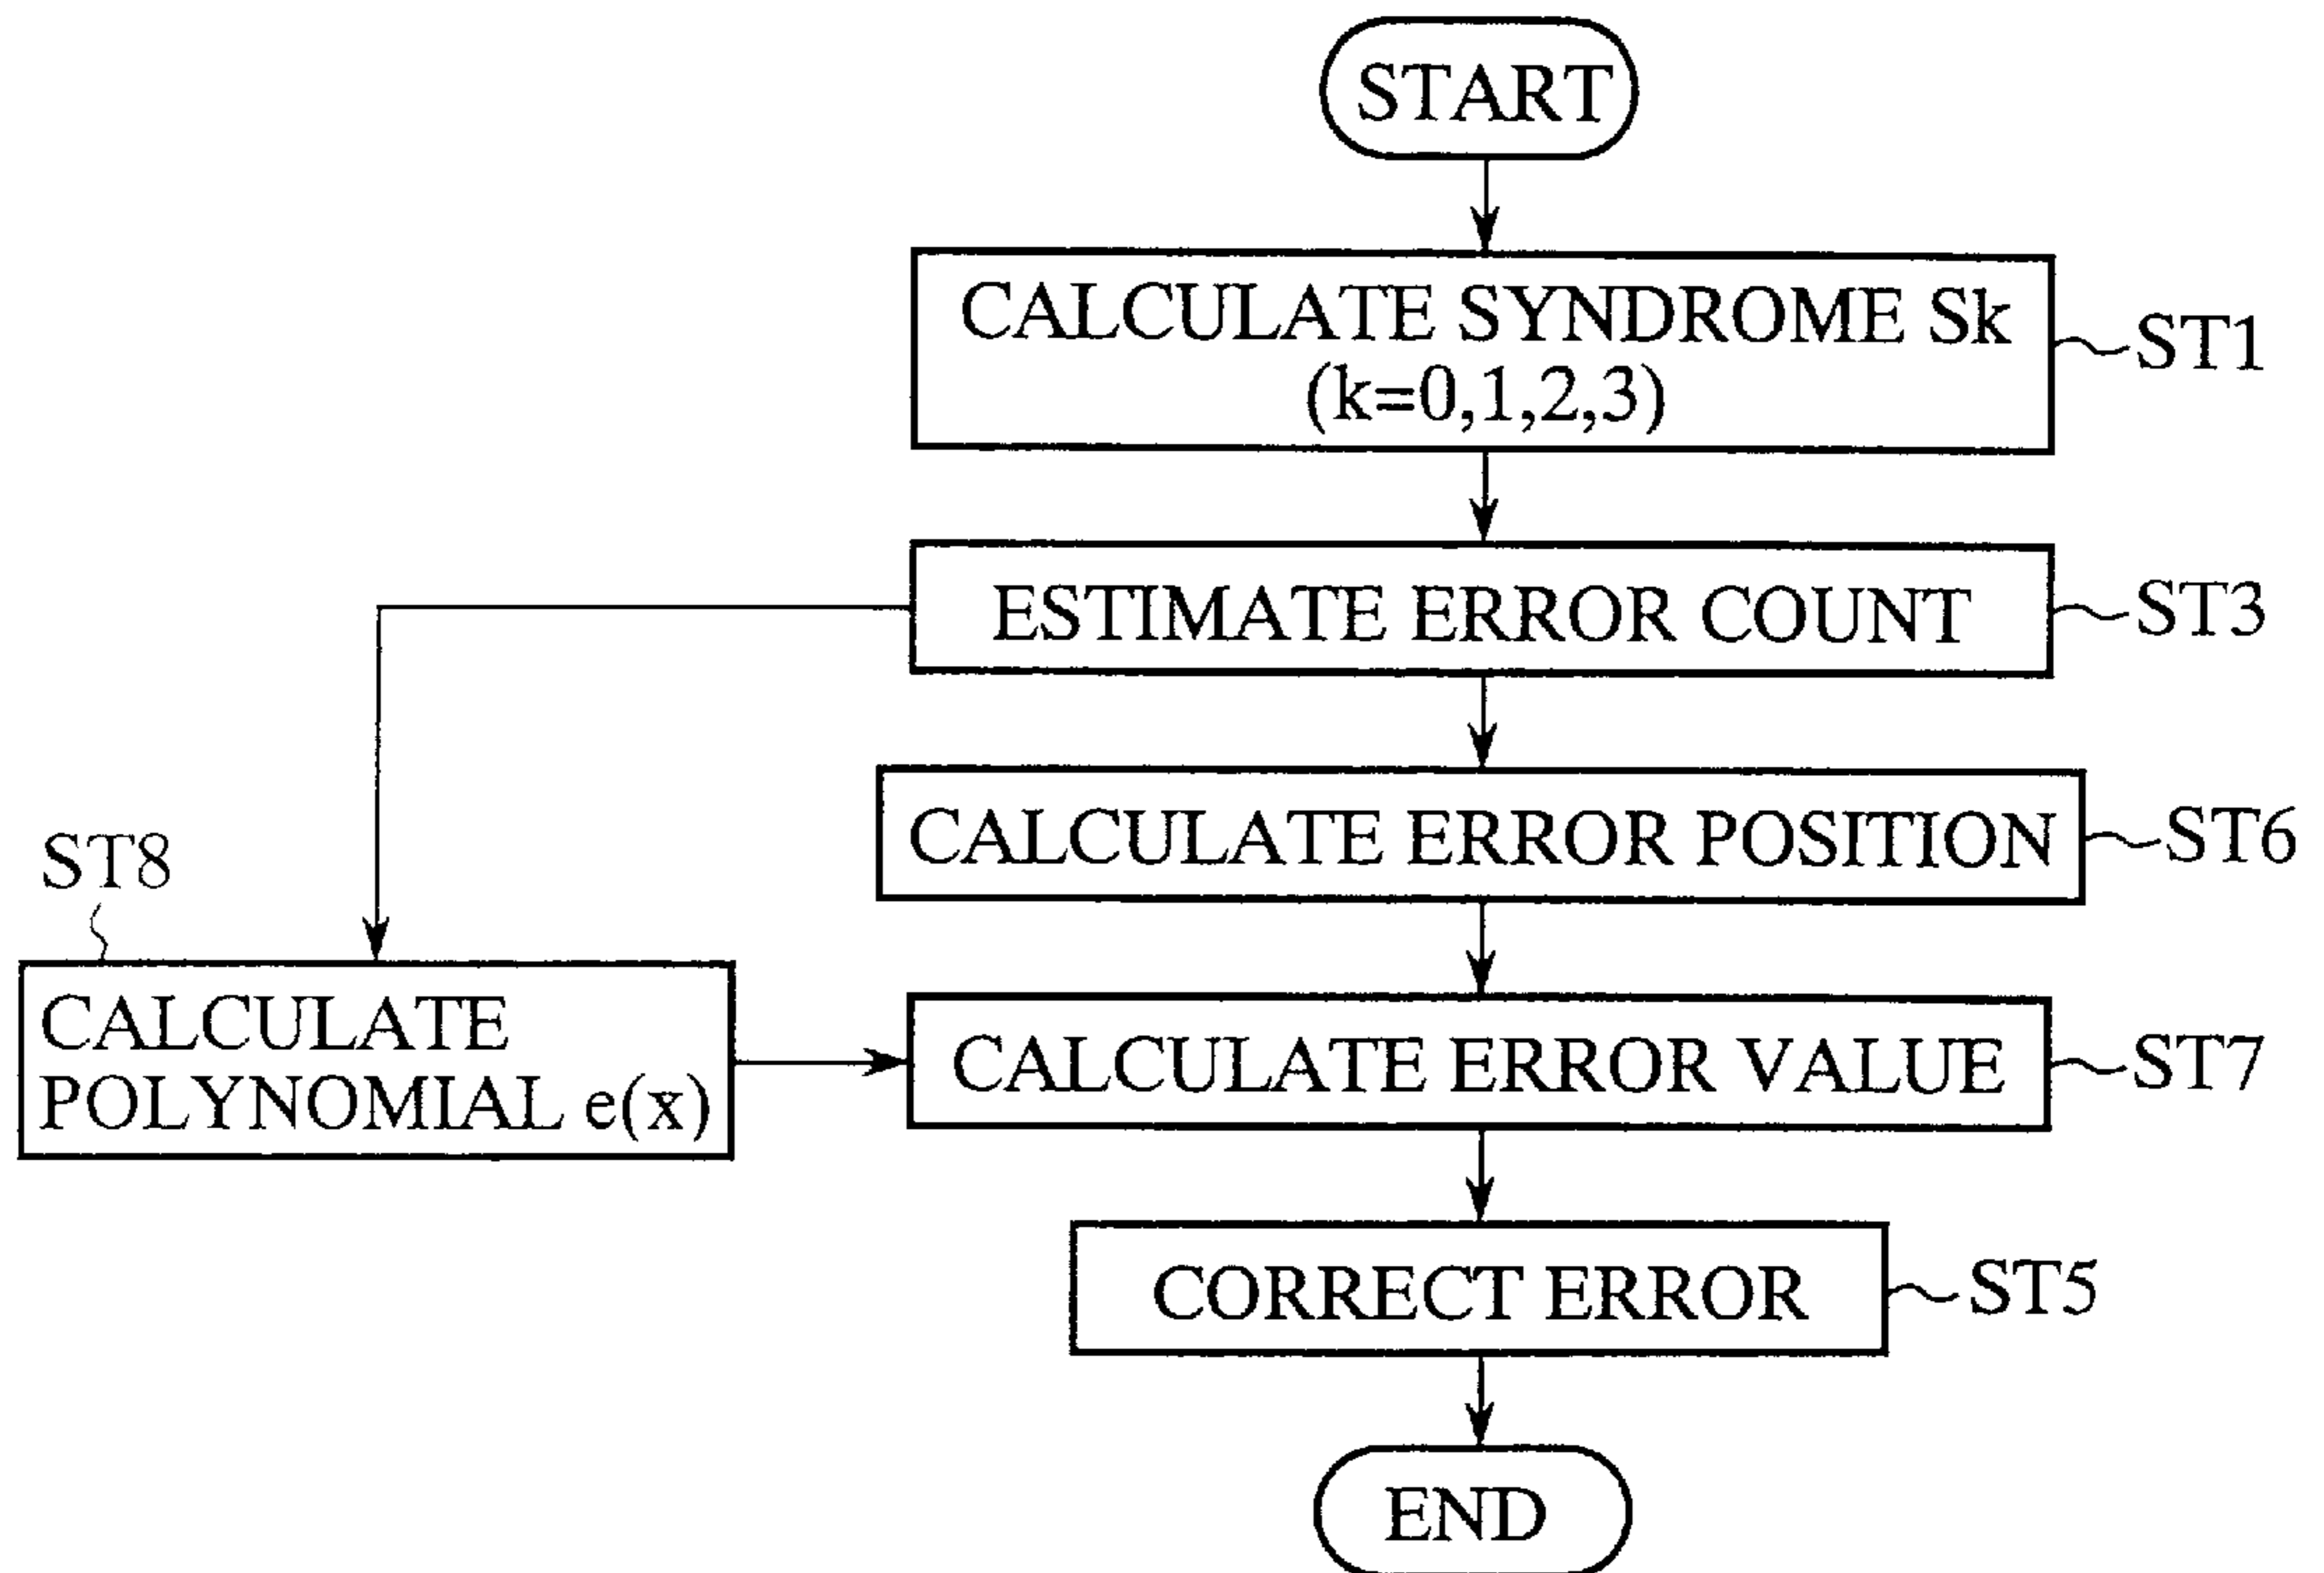 START
CALCULATE SYNDROME Sk
(k=0,1,2,3)
ST1
ESTIMATE ERROR COUNT
ST3
CALCULATE ERROR POSITION
ST6
ST8
CALCULATE
POLYNOMIAL e(x)
CALCULATE ERROR VALUE
ST7
CORRECT ERROR
ST5
END